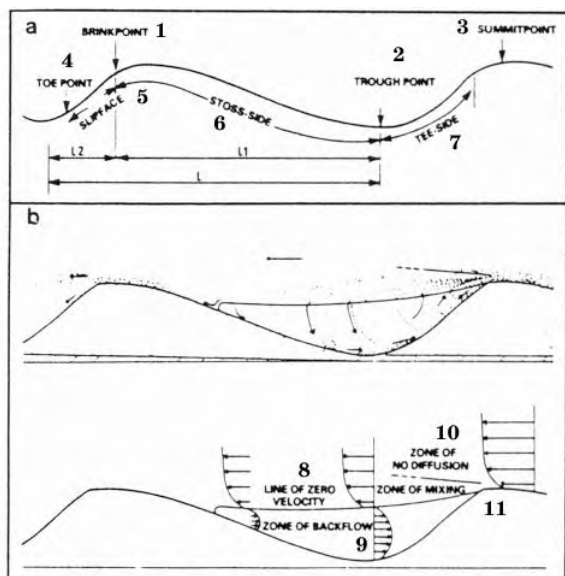 a
BRINKPOINT 1
2
3 SUMMITPOINT
4
TOE POINT
TROUGH POINT
5
SLIPFACE
STOSS-SIDE
6
TEE-SIDE
7
L2
L1
L
b
10
ZONE OF
NO DIFFUSION
8
LINE OF ZERO
VELOCITY
ZONE OF MIXING
11
ZONE OF BACKFLOW
9